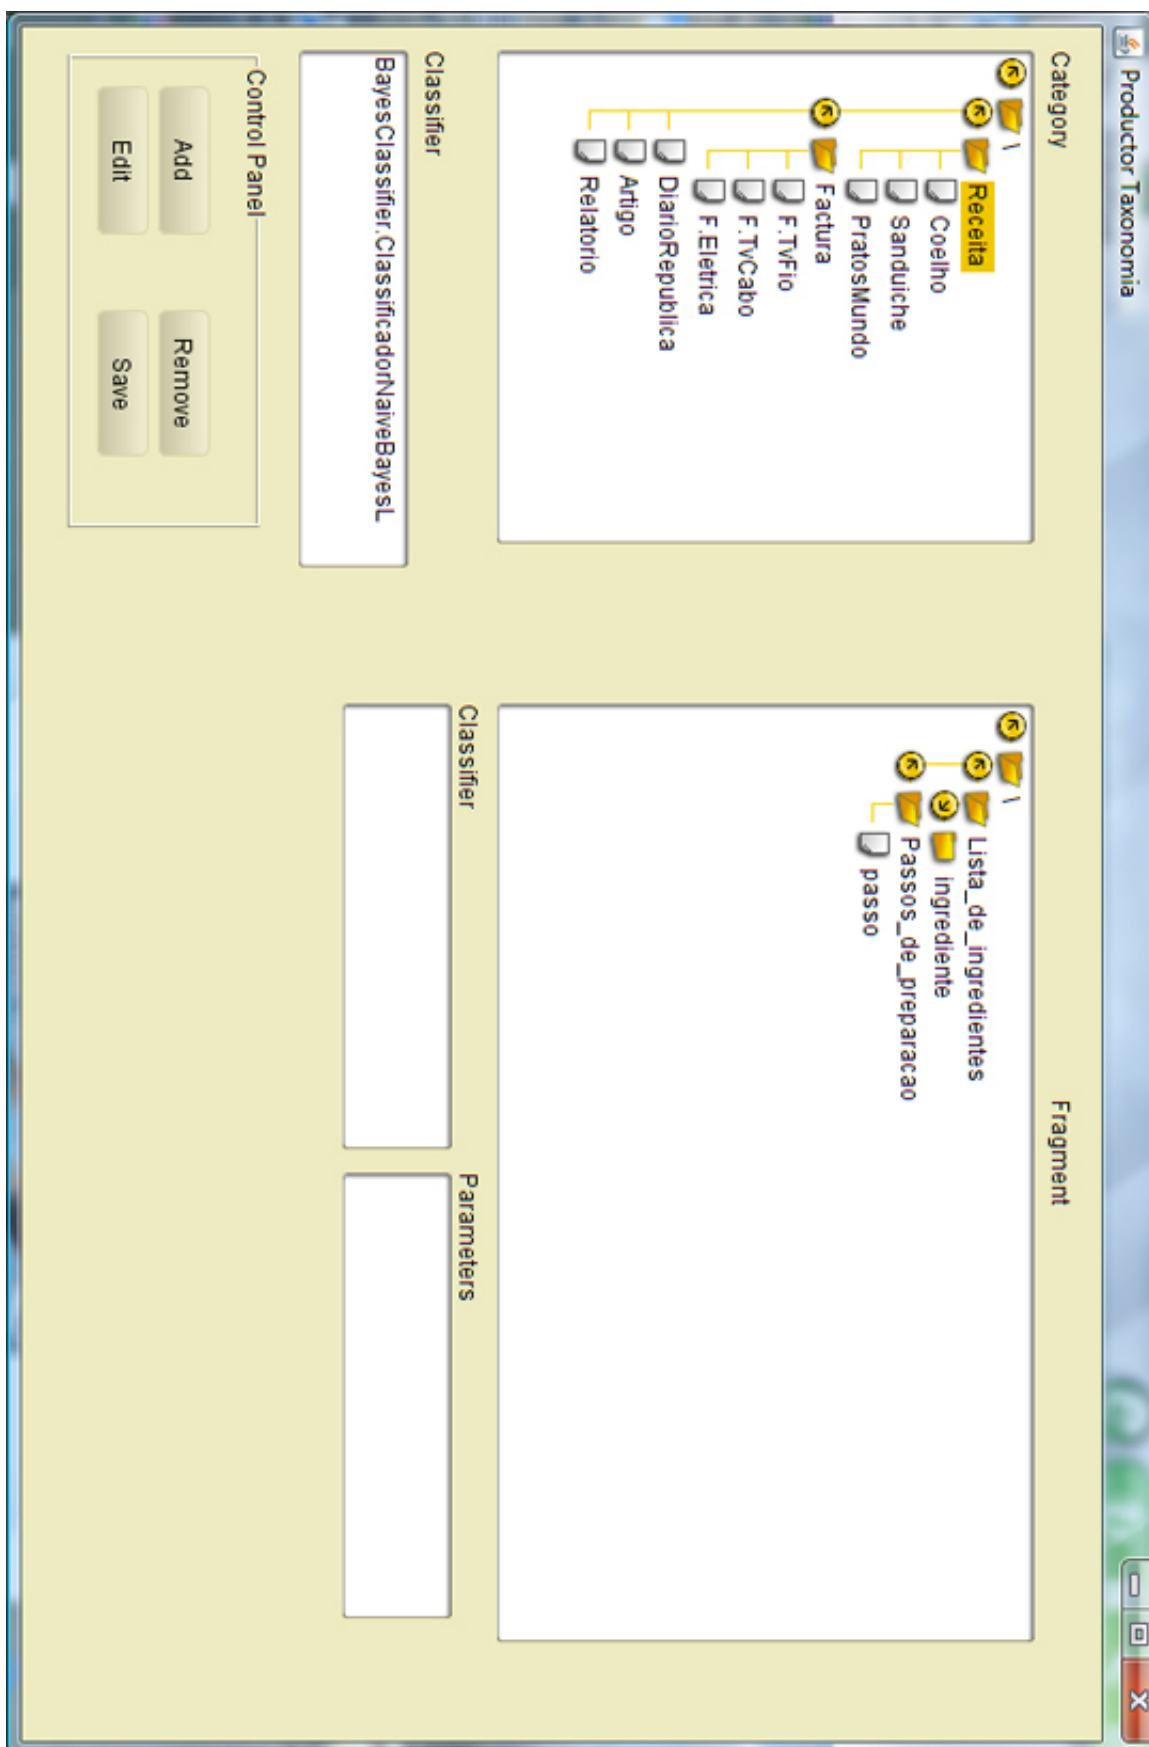 Productor Taxonomia
X
Category
\
Receita
Coelho
Sanduiche
PratosMundo
Factura
F.TvFio
F.TvCabo
F.Eletrica
DiarioRepublica
Artigo
Relatorio
Classifier
BayesClassifier.ClassificadorNaiveBayesL
Control Panel
Add
Remove
Edit
Save
Fragment
\
Lista_de_ingredientes
ingrediente
Passos_de_preparacao
passo
Classifier
Parameters